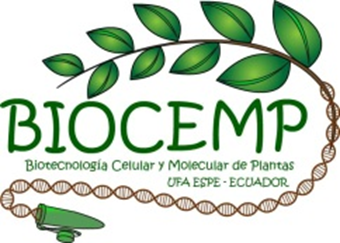 BIOCEMP
Biotecnología Celular y Molecular de Plantas
UFA ESPE - ECUADOR